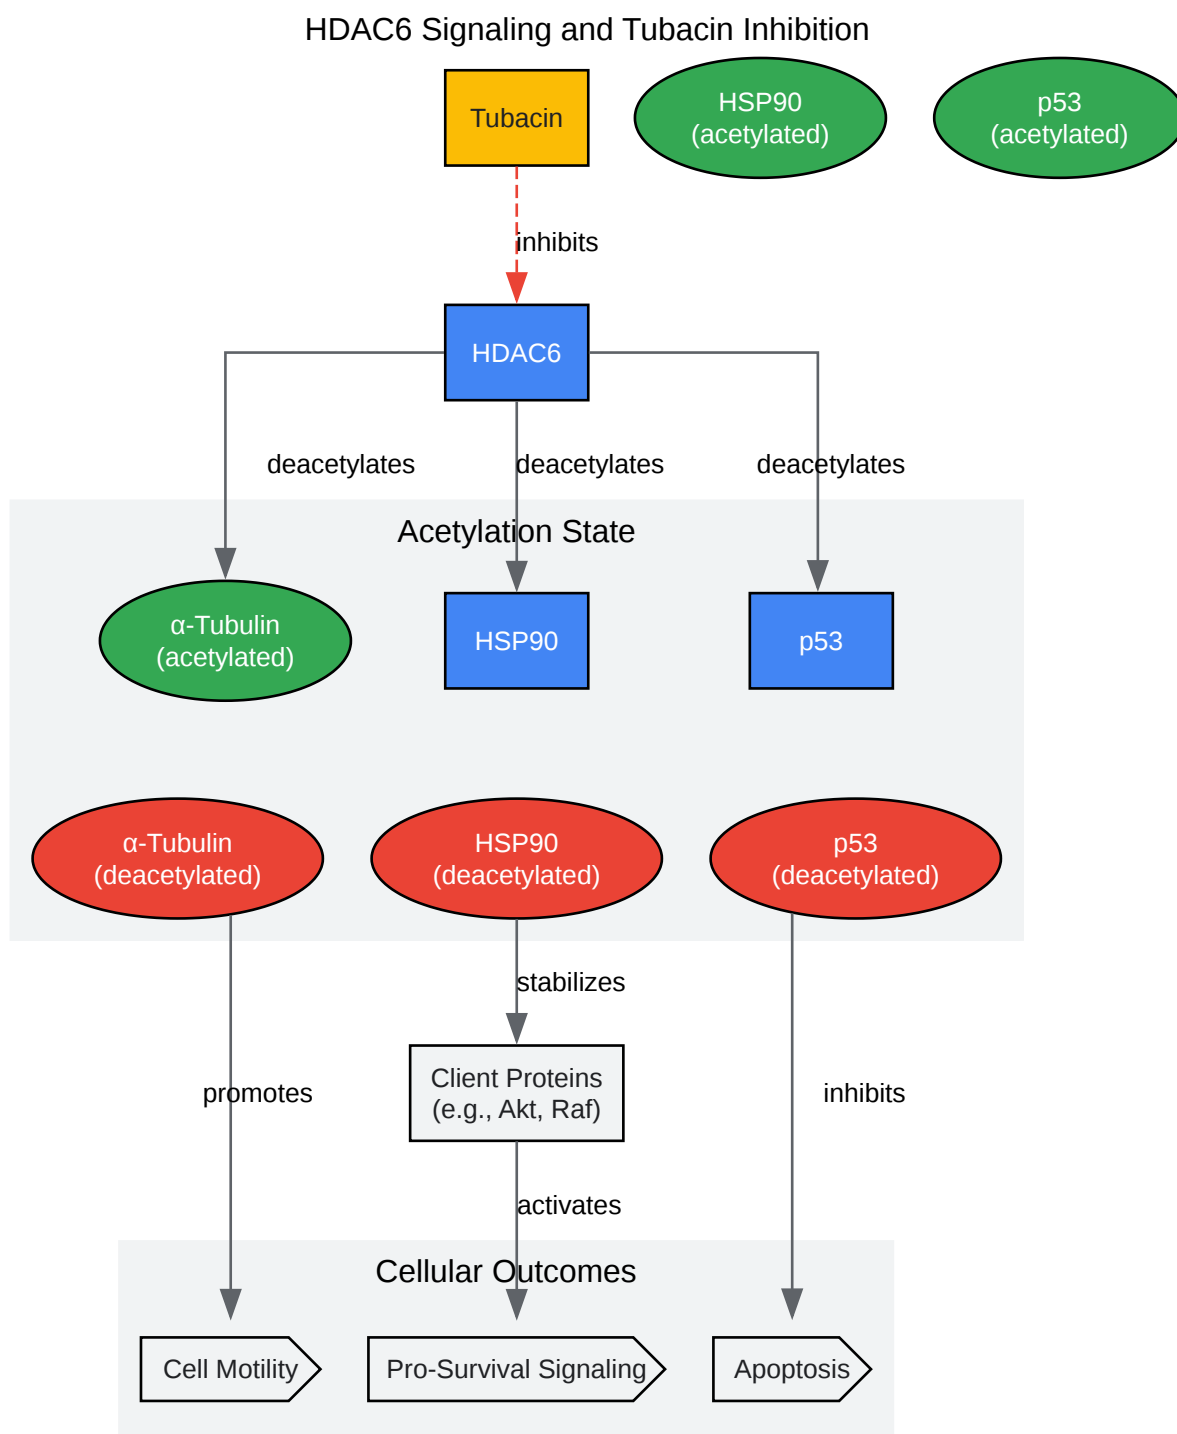 HDAC6 Signaling and Tubacin Inhibition
Tubacin
HSP90
(acetylated)
p53
(acetylated)
inhibits
HDAC6
deacetylates
deacetylates
deacetylates
Acetylation State
α-Tubulin
(acetylated)
HSP90
p53
α-Tubulin
(deacetylated)
HSP90
(deacetylated)
p53
(deacetylated)
stabilizes
Client Proteins
(e.g., Akt, Raf)
promotes
inhibits
activates
Cellular Outcomes
Cell Motility
Pro-Survival Signaling
Apoptosis